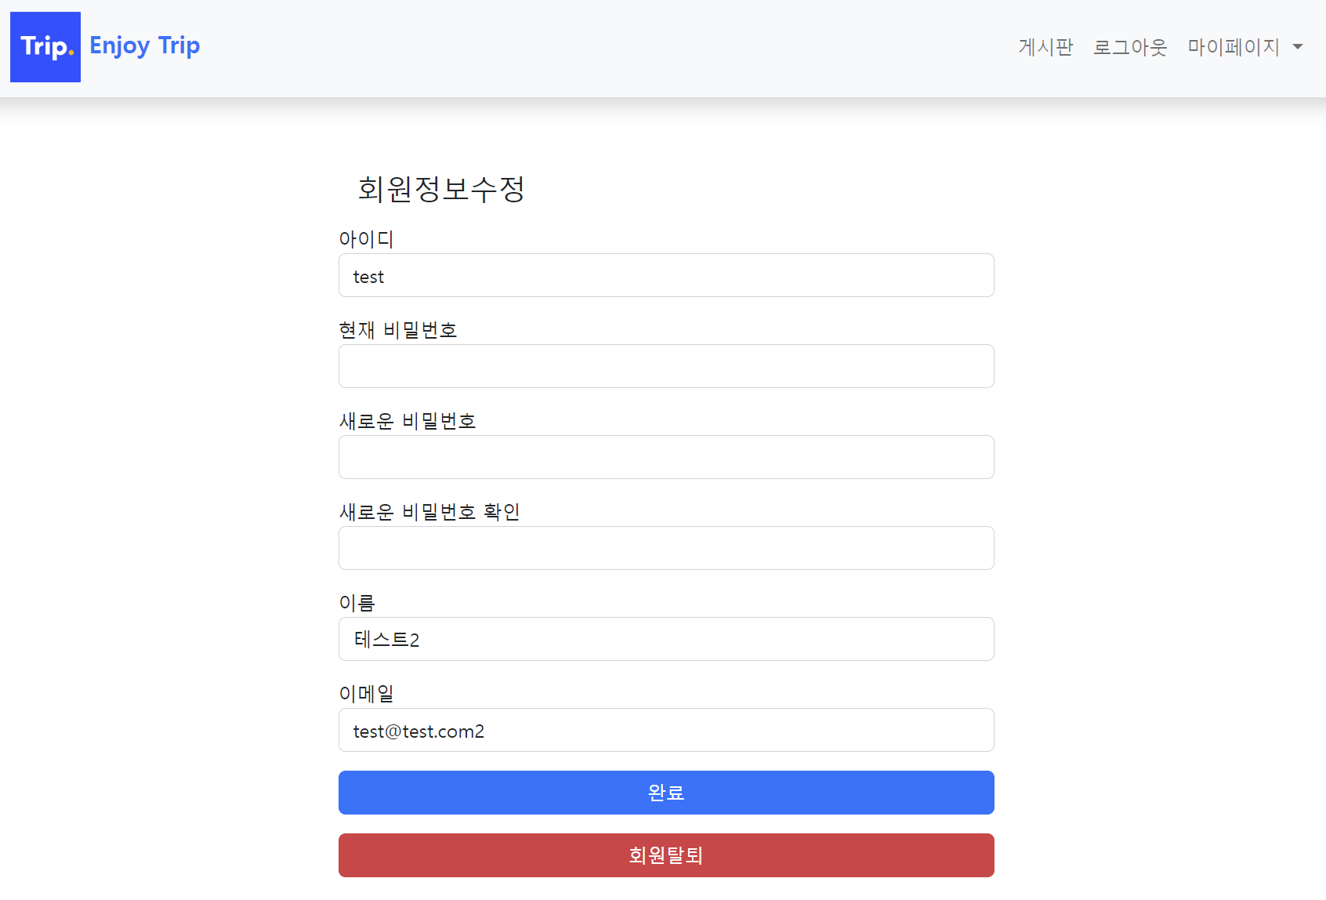 Trip. Enjoy Trip 게시판 로그아웃 마이페이지
회원정보수정
아이디
test
현재 비밀번호
새로운 비밀번호
새로운 비밀번호 확인
이름
테스트2
이메일
test@test.com2
완료
회원탈퇴